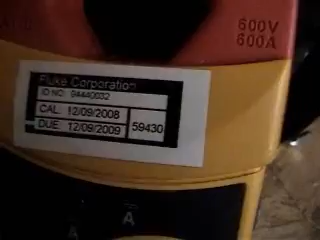 600V
600A
Fluke Corporation
ID NO: 94440032
CAL. 12/09/2008
DUE: 12/09/2009 59430
A
A